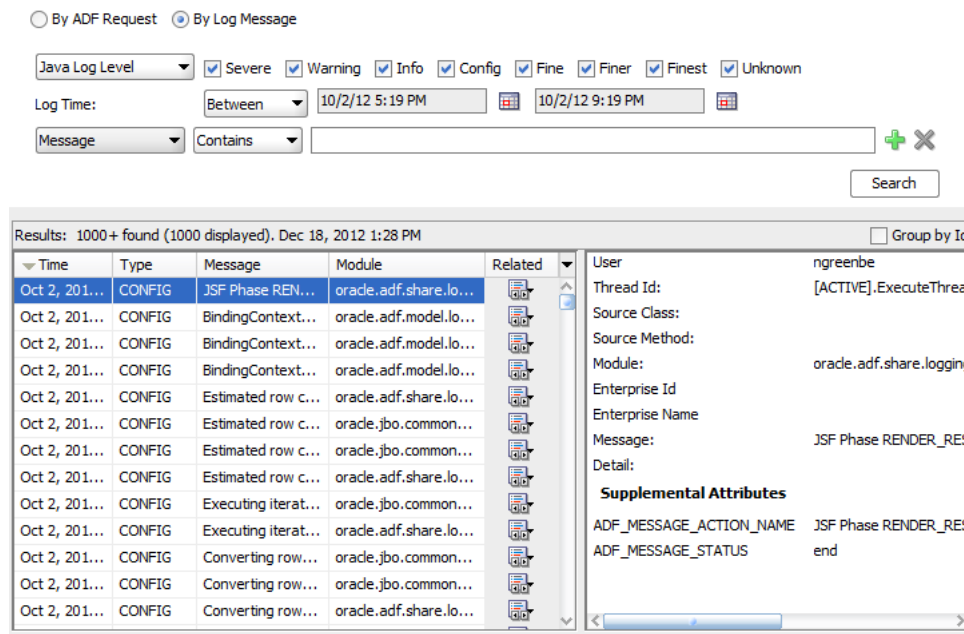 By ADF Request By Log Message
Java Log Level Severe Warning Info Config Fine Finer Finest Unknown
Log Time: Between 10/2/12 5:19 PM 10/2/12 9:19 PM
Message Contains
Search
Results: 1000+ found (1000 displayed). Dec 18, 2012 1:28 PM Group by Id
Time Type Message Module Related
Oct 2, 201... CONFIG JSF Phase REN... oracle.adf.share.lo...
Oct 2, 201... CONFIG BindingContext... oracle.adf.model.lo...
Oct 2, 201... CONFIG BindingContext... oracle.adf.model.lo...
Oct 2, 201... CONFIG BindingContext... oracle.adf.model.lo...
Oct 2, 201... CONFIG Estimated row c... oracle.adf.share.lo...
Oct 2, 201... CONFIG Estimated row c... oracle.jbo.common...
Oct 2, 201... CONFIG Estimated row c... oracle.jbo.common...
Oct 2, 201... CONFIG Estimated row c... oracle.adf.share.lo...
Oct 2, 201... CONFIG Executing iterat... oracle.jbo.common...
Oct 2, 201... CONFIG Executing iterat... oracle.adf.share.lo...
Oct 2, 201... CONFIG Converting row... oracle.jbo.common...
Oct 2, 201... CONFIG Converting row... oracle.jbo.common...
Oct 2, 201... CONFIG Converting row... oracle.adf.share.lo...
User ngreenbe
Thread Id: [ACTIVE].ExecuteThrea
Source Class:
Source Method:
Module: oracle.adf.share.logging
Enterprise Id
Enterprise Name
Message: JSF Phase RENDER_RES
Detail:
Supplemental Attributes
ADF_MESSAGE_ACTION_NAME JSF Phase RENDER_RES
ADF_MESSAGE_STATUS end